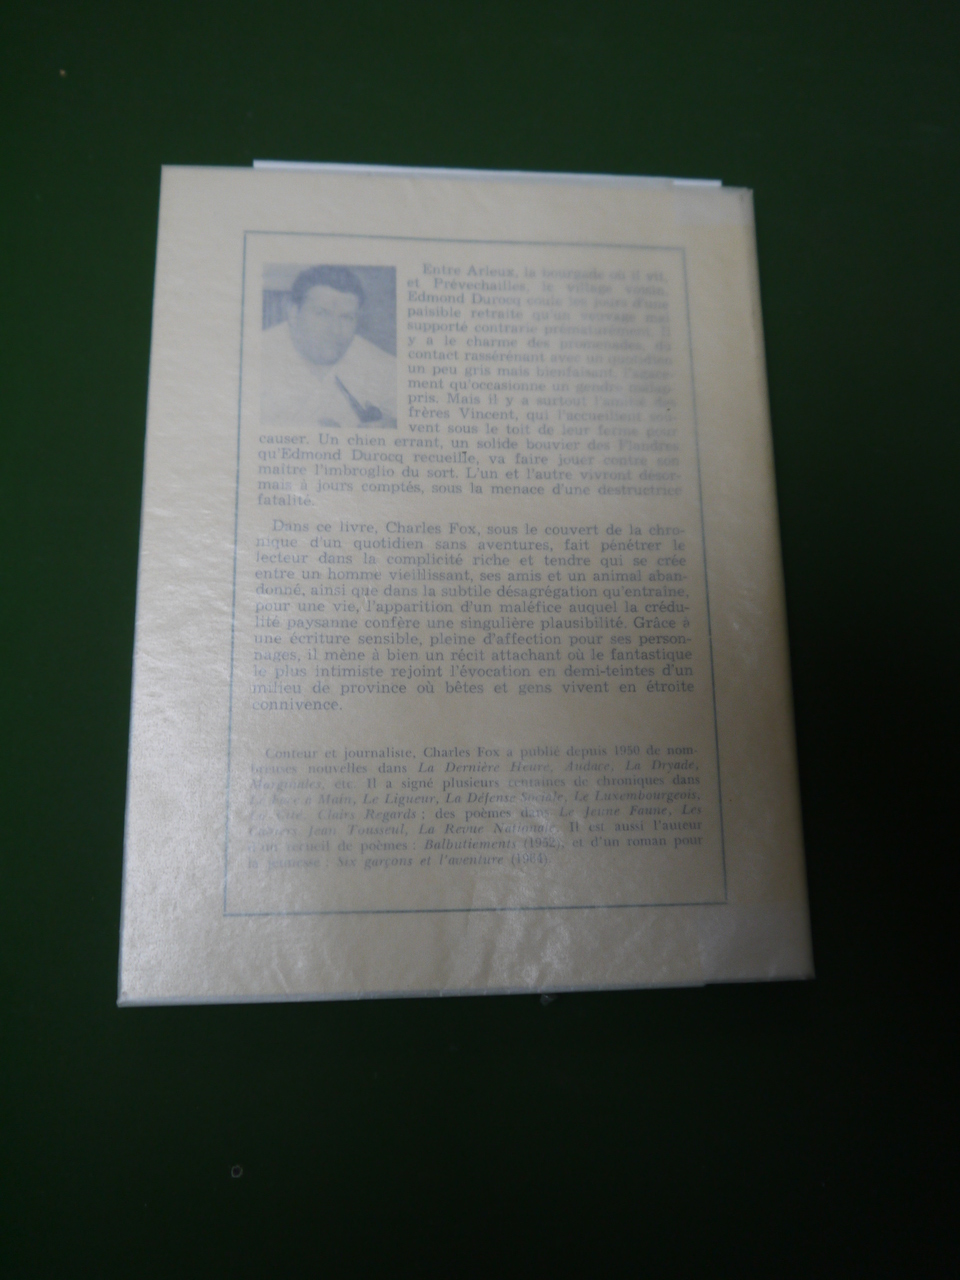 Entre Arieux, la bourgade où il vit,
et Prévechailles, le village voisin,
Edmond Durocq coule les jours d'une
paisible retraite qu'un veuvage mal
supporté contrarie prématurément. Il
y a le charme des promenades, du
contact rassérénant avec un quotidien
un peu gris mais bienfaisant, l'agace-
ment qu'occasionne un gendre
pris. Mais il y a surtout l'amitié des
frères Vincent, qui l'accueillent sou-
vent sous le toit de leur ferme pour
causer. Un chien errant, un solide bouvier des Flandres
qu'Edmond Durocq recueille, va faire jouer contre son
maître l'imbroglio du sort. L'un et l'autre vivront désor-
mais à jours comptés, sous la menace d'une destructrice
fatalité.
Dans ce livre, Charles Fox, sous le couvert de la chro-
nique d'un quotidien sans aventures, fait pénétrer le
lecteur dans la complicité riche et tendre qui se crée
entre un homme vieillissant, ses amis et un animal aban-
donné, ainsi que dans la subtile désagrégation qu'entraîne,
pour une vie, l'apparition d'un maléfice auquel la crédu-
lité paysanne confère une singulière plausibilité. Grâce à
une écriture sensible, pleine d'affection pour ses person-
nages, il mène à bien un récit attachant où le fantastique
le plus intimiste rejoint l'évocation en demi-teintes d'un
milieu de province où bêtes et gens vivent en étroite
connivence.
Conteur et journaliste, Charles Fox a publié depuis 1950 de nom-
breuses nouvelles dans La Dernière Heure, Audace, La Dryade,
Marginales, etc. Il a signé plusieurs centaines de chroniques dans
Le Face à Main, Le Ligueur, La Défense Sociale, Le Luxembourgeois,
La Cité, Clairs Regards ; des poèmes dans Le Jeune Faune, Les
Cahiers Jean Tousseul, La Revue Nationale. Il est aussi l'auteur
d'un recueil de poèmes : Balbutiements (1952), et d'un roman pour
la jeunesse : Six garçons et l'aventure (1964).